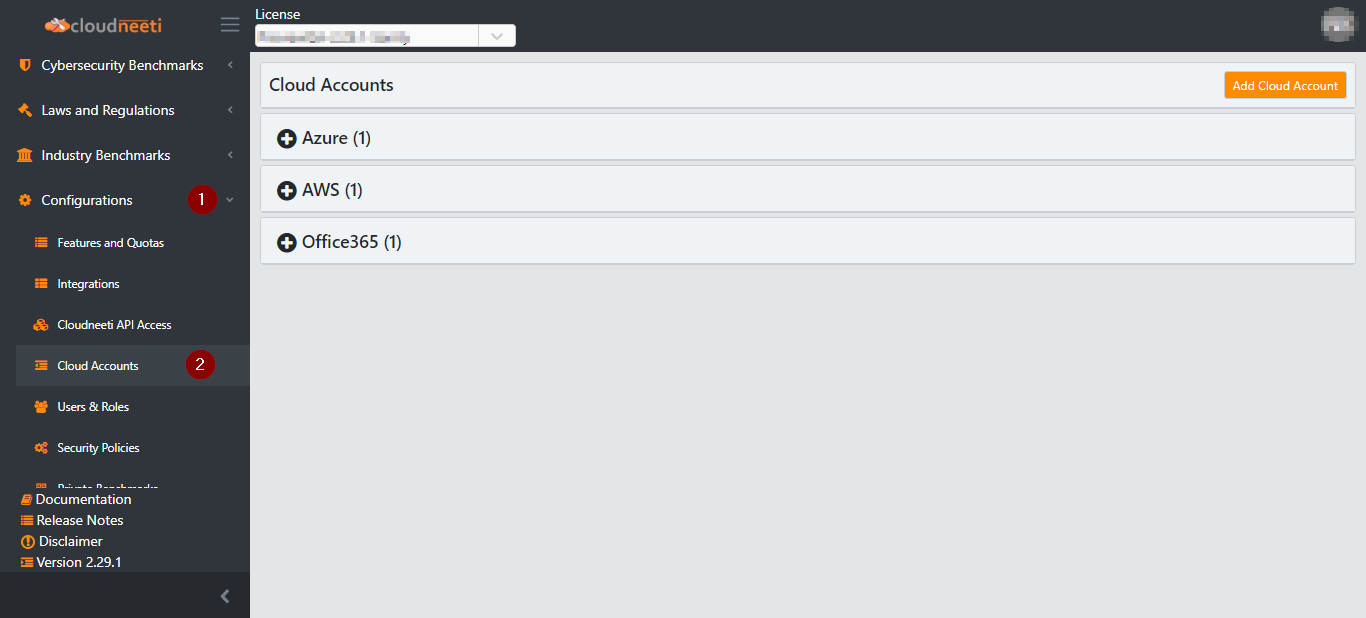 cloudneeti
License
Cybersecurity Benchmarks
Laws and Regulations
Industry Benchmarks
Configurations 1
Features and Quotas
Integrations
Cloudneeti API Access
Cloud Accounts 2
Users & Roles
Security Policies
Private Benchmarks
Documentation
Release Notes
Disclaimer
Version 2.29.1
Cloud Accounts
Add Cloud Account
Azure (1)
AWS (1)
Office365 (1)